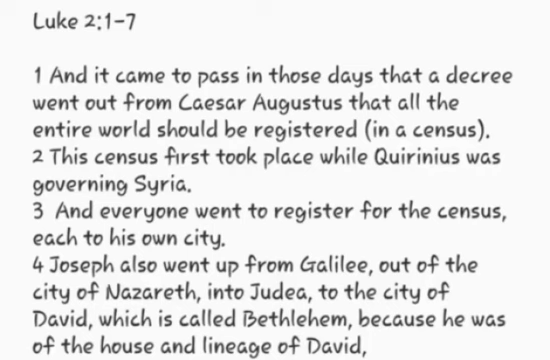 Luke 2:1-7
1 And it came to pass in those days that a decree
went out from Caesar Augustus that all the
entire world should be registered (in a census).
2 This census first took place while Quirinius was
governing Syria.
3 And everyone went to register for the census,
each to his own city.
4 Joseph also went up from Galilee, out of the
city of Nazareth, into Judea, to the city of
David, which is called Bethlehem, because he was
of the house and lineage of David,